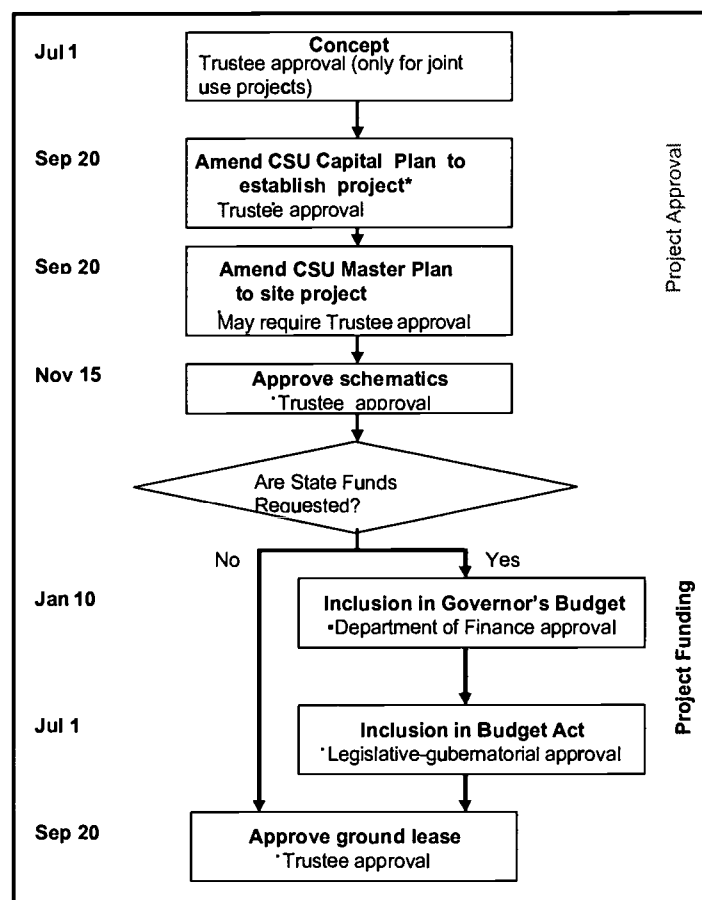 Jul 1
Concept
Trustee approval (only for joint
use projects)
Sep 20
Amend CSU Capital Plan to
establish project*
Trustee approval
Sep 20
Amend CSU Master Plan
to site project
May require Trustee approval
Project Approval
Nov 15
Approve schematics
Trustee approval
Are State Funds
Requested?
No
Yes
Jan 10
Inclusion in Governor's Budget
▪Department of Finance approval
Project Funding
Jul 1
Inclusion in Budget Act
Legislative-gubernatorial approval
Sep 20
Approve ground lease
Trustee approval